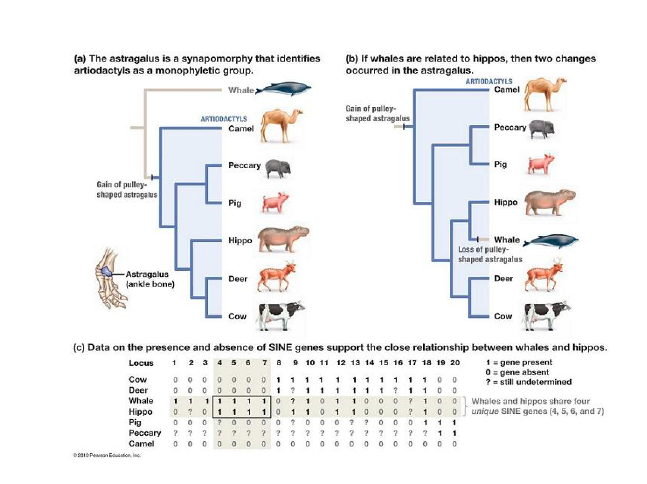 (a) The astragalus is a synapomorphy that identifies
artiodactyls as a monophyletic group.
Whale
ARTIODACTYLS
Camel
Peccary
Gain of pulley-
shaped astragalus
Pig
Hippo
Astragalus
(ankle bone)
Deer
Cow
(b) If whales are related to hippos, then two changes
occurred in the astragalus.
ARTIODACTYLS
Camel
Gain of pulley-
shaped astragalus
Peccary
Pig
Hippo
Whale
Loss of pulley-
shaped astragalus
Deer
Cow
(c) Data on the presence and absence of SINE genes support the close relationship between whales and hippos.
Locus 1 2 3 4 5 6 7 8 9 10 11 12 13 14 15 16 17 18 19 20
Cow 0 0 0 0 0 0 0 1 1 1 1 1 1 1 1 1 1 1 0 0
Deer 0 0 0 0 0 0 0 1 ? 1 1 1 1 1 1 ? 1 1 0 0
Whale 1 1 1 1 1 1 1 0 ? 1 0 1 1 0 0 0 ? 1 0 0
Hippo 0 ? 0 1 1 1 1 0 1 1 0 1 1 0 0 0 ? 1 0 0
Pig 0 0 0 ? 0 0 0 0 ? 0 0 0 ? ? 0 0 0 1 1 1
Peccary ? ? ? ? ? ? ? ? ? ? ? ? ? ? ? ? ? ? 1 1
Camel 0 0 0 0 0 0 0 0 0 0 0 0 0 0 0 0 0 0 0 0
1 = gene present
0 = gene absent
? = still undetermined
Whales and hippos share four
unique SINE genes (4, 5, 6, and 7)
© 2010 Pearson Education, Inc.